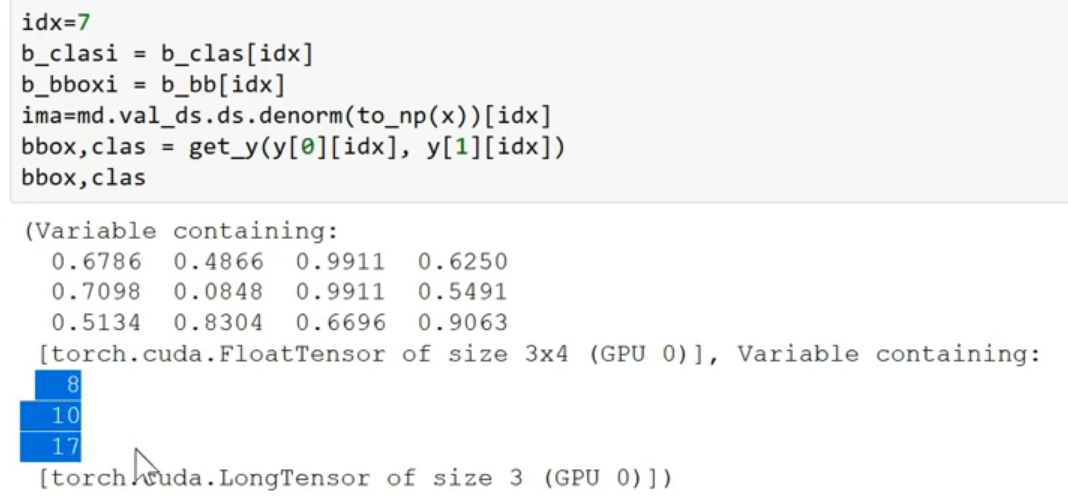 idx=7
b_clasi = b_clas[idx]
b_bboxi = b_bb[idx]
ima=md.val_ds.ds.denorm(to_np(x))[idx]
bbox,clas = get_y(y[0][idx], y[1][idx])
bbox,clas
(Variable containing:
0.6786 0.4866 0.9911 0.6250
0.7098 0.0848 0.9911 0.5491
0.5134 0.8304 0.6696 0.9063
[torch.cuda.FloatTensor of size 3x4 (GPU 0)], Variable containing:
8
10
17
[torch.cuda.LongTensor of size 3 (GPU 0)])